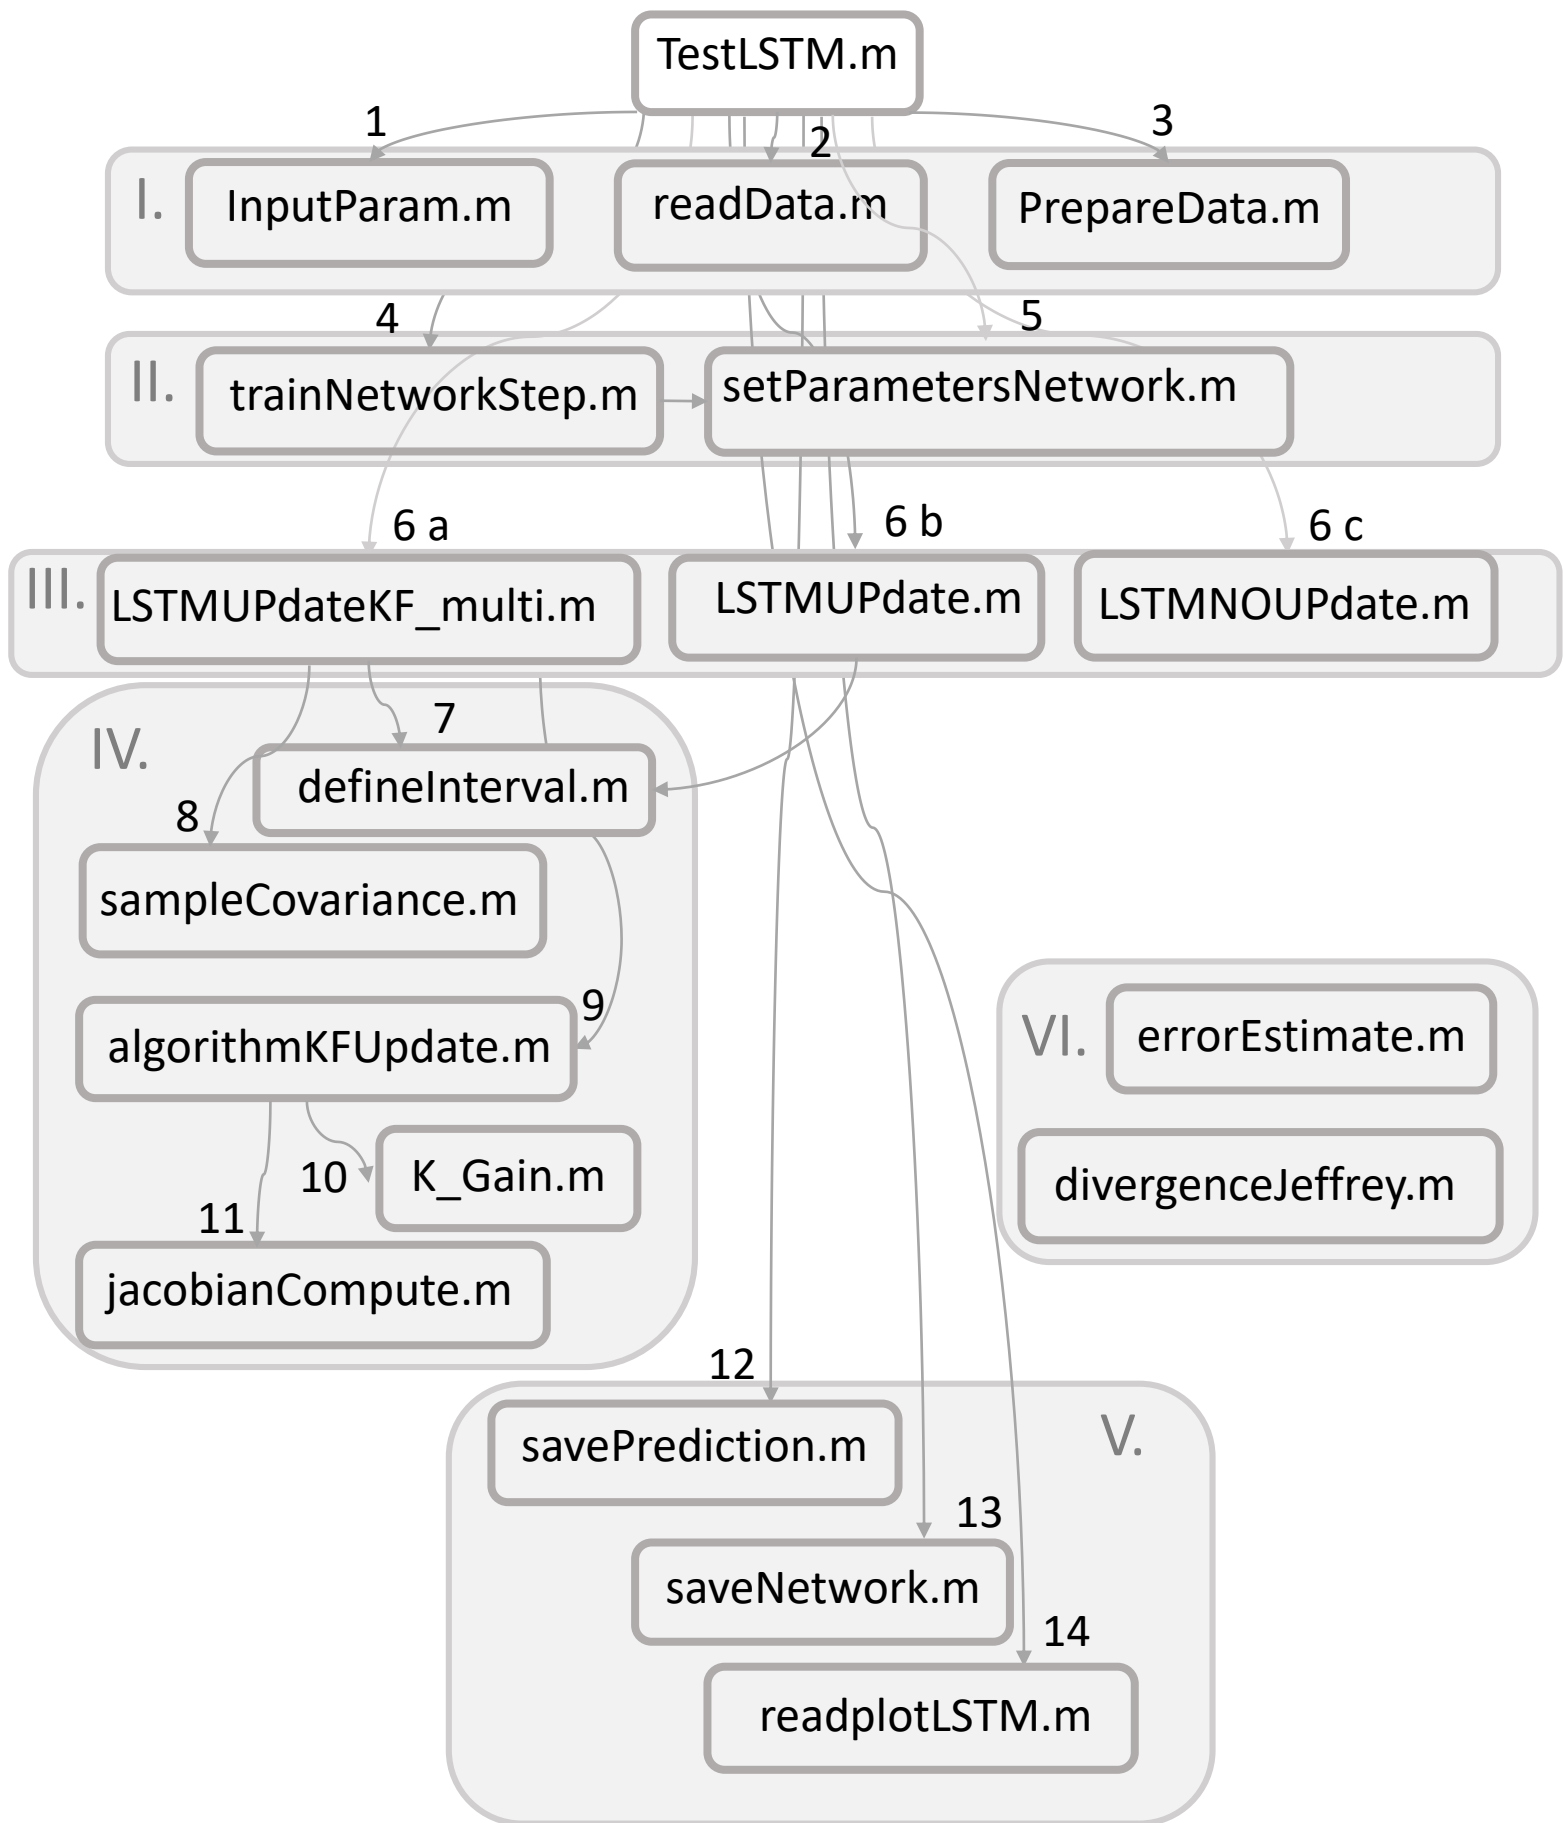 TestLSTM.m
1
2
3
I.
InputParam.m
readData.m
PrepareData.m
4
5
II.
trainNetworkStep.m
setParametersNetwork.m
6 a
6 b
6 c
III.
LSTMUPdateKF_multi.m
LSTMUPdate.m
LSTMNOUPdate.m
IV.
7
defineInterval.m
8
sampleCovariance.m
9
algorithmKFUpdate.m
10
K_Gain.m
11
jacobianCompute.m
VI.
errorEstimate.m
divergenceJeffrey.m
12
V.
savePrediction.m
13
saveNetwork.m
14
readplotLSTM.m